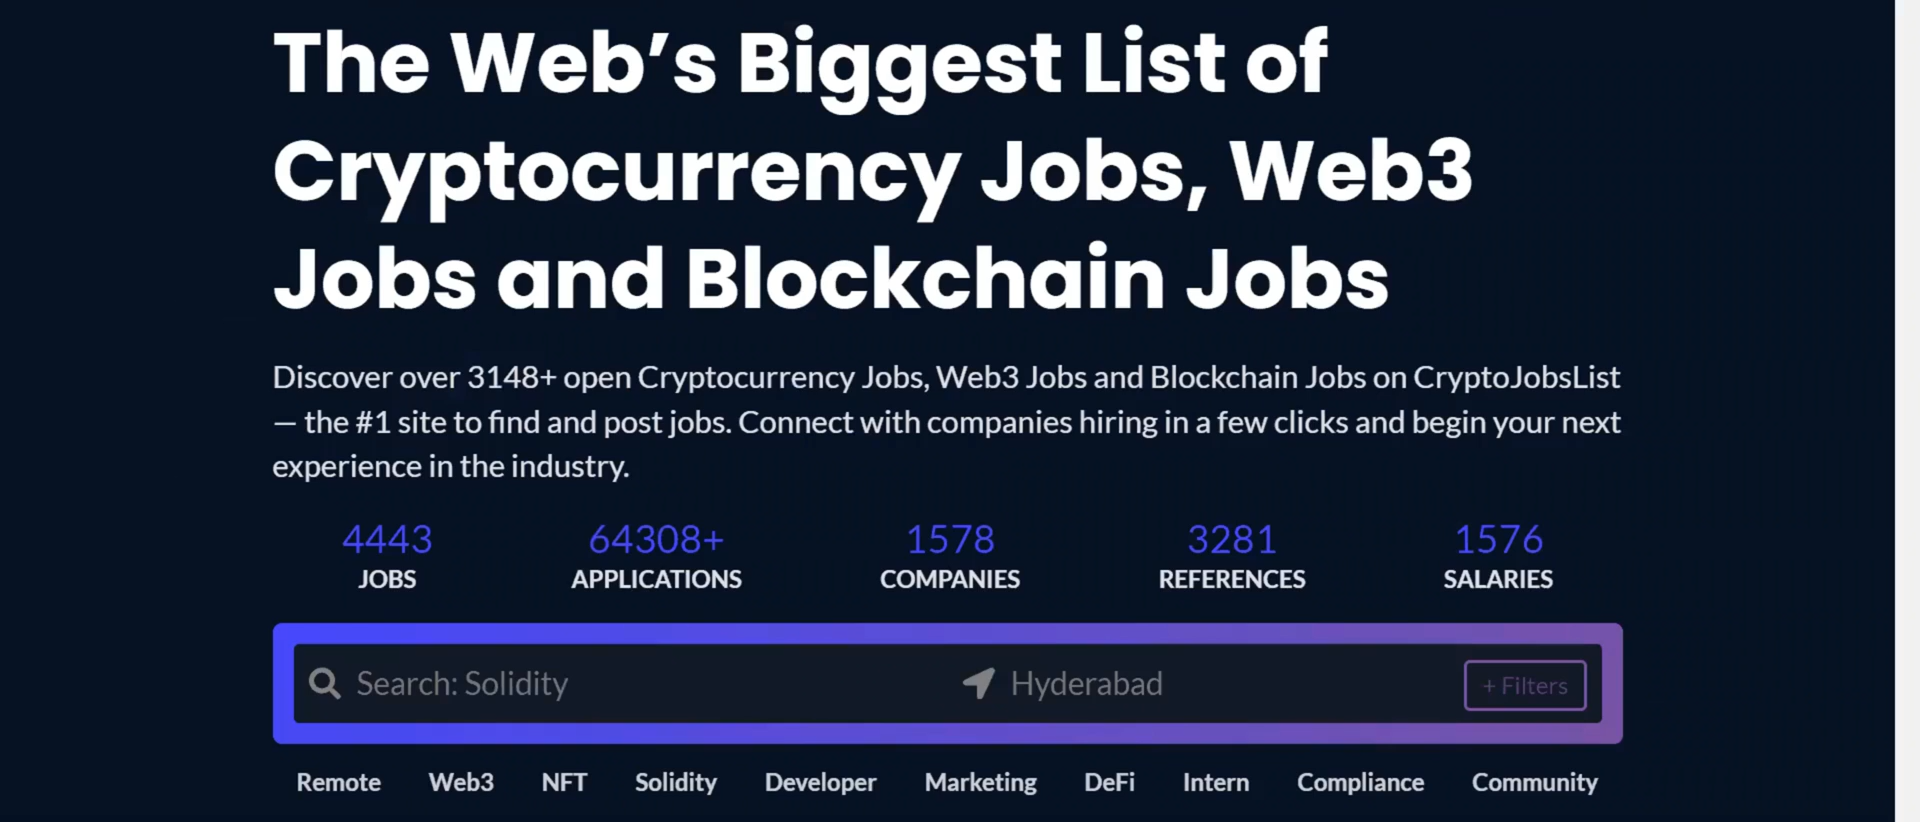 The Web’s Biggest List of
Cryptocurrency Jobs, Web3
Jobs and Blockchain Jobs
Discover over 3148+ open Cryptocurrency Jobs, Web3 Jobs and Blockchain Jobs on CryptoJobsList
— the #1 site to find and post jobs. Connect with companies hiring in a few clicks and begin your next
experience in the industry.
4443 64308+ 1578 3281 1576
JOBS APPLICATIONS COMPANIES REFERENCES SALARIES
Search: Solidity Hyderabad + Filters
Remote Web3 NFT Solidity Developer Marketing DeFi Intern Compliance Community